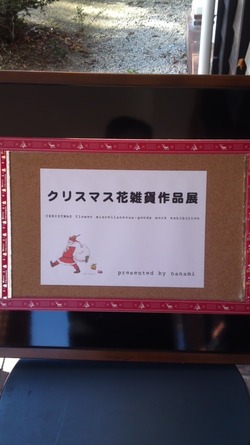 クリスマス花雑貨作品展
CHRISTMAS flower miscellaneous-goods work exhibition
presented by nanami